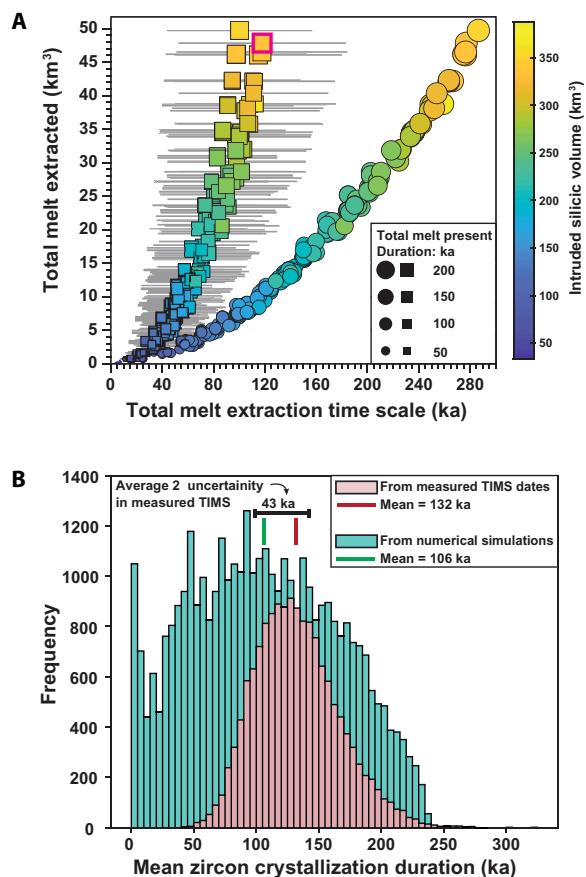 A
Total melt extracted (km³)
50
45
40
35
30
25
20
15
10
5
0
0 40 80 120 160 200 240 280
Total melt extraction time scale (ka)
Total melt present
Duration: ka
200
150
100
50
350
300
250
200
150
100
50
Intruded silicic volume (km³)
B
Frequency
1400
1200
1000
800
600
400
200
0
0 50 100 150 200 250 300
Mean zircon crystallization duration (ka)
Average 2 uncertainity
in measured TIMS
43 ka
From measured TIMS dates
Mean = 132 ka
From numerical simulations
Mean = 106 ka